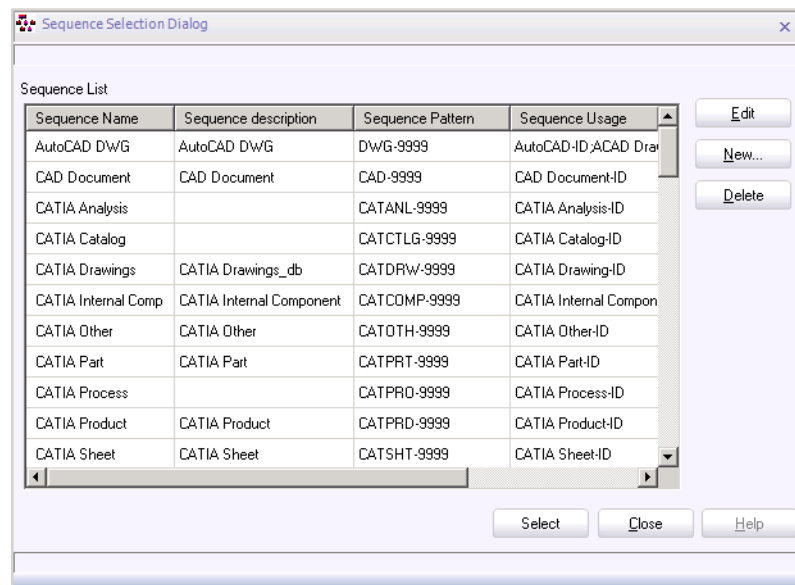 Sequence Selection Dialog
Sequence List
Sequence Name Sequence description Sequence Pattern Sequence Usage
AutoCAD DWG AutoCAD DWG DWG-9999 AutoCAD-ID;ACAD Dra
CAD Document CAD Document CAD-9999 CAD Document-ID
CATIA Analysis CATANL-9999 CATIA Analysis-ID
CATIA Catalog CATCTLG-9999 CATIA Catalog-ID
CATIA Drawings CATIA Drawings_db CATDRW-9999 CATIA Drawing-ID
CATIA Internal Comp CATIA Internal Component CATCOMP-9999 CATIA Internal Compon
CATIA Other CATIA Other CATOTH-9999 CATIA Other-ID
CATIA Part CATIA Part CATPRT-9999 CATIA Part-ID
CATIA Process CATPRO-9999 CATIA Process-ID
CATIA Product CATIA Product CATPRD-9999 CATIA Product-ID
CATIA Sheet CATIA Sheet CATSHT-9999 CATIA Sheet-ID
Edit
New...
Delete
Select Close Help